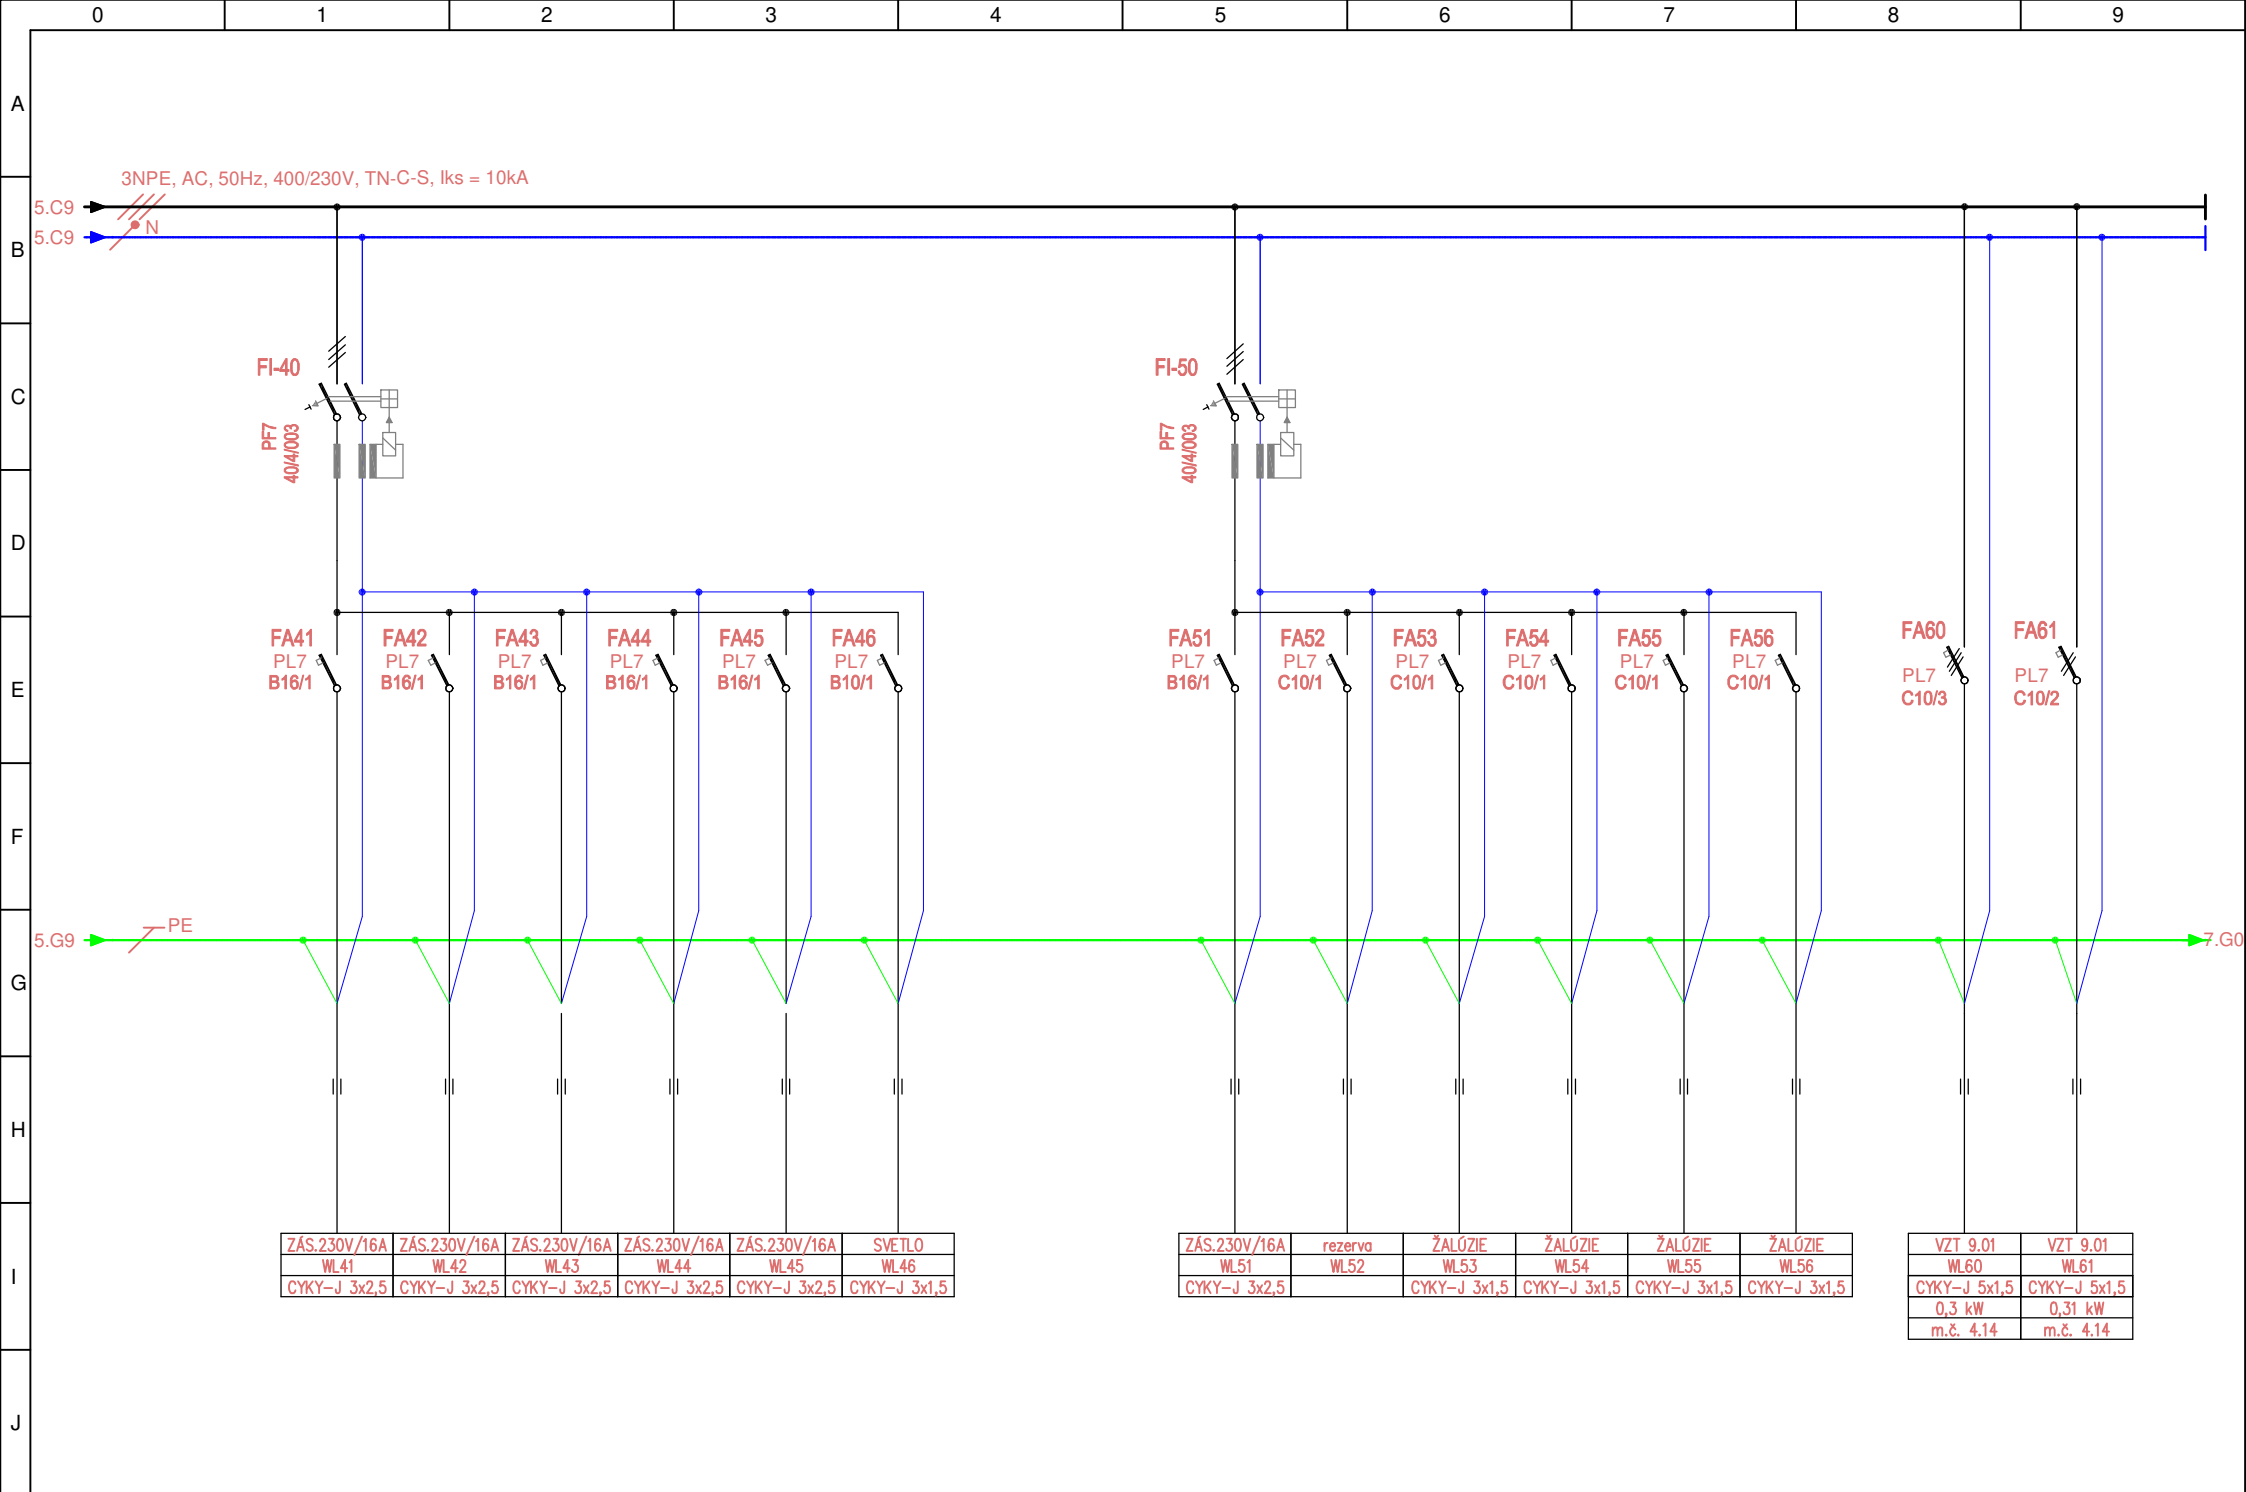 0 1 2 3 4 5 6 7 8 9
A
3NPE, AC, 50Hz, 400/230V, TN-C-S, Iks = 10kA
5.C9
N
5.C9
B
FI-40 FI-50
C
PF7 40/4/003 PF7 40/4/003
D
FA41 FA42 FA43 FA44 FA45 FA46 FA51 FA52 FA53 FA54 FA55 FA56 FA60 FA61
PL7 PL7 PL7 PL7 PL7 PL7 PL7 PL7 PL7 PL7 PL7 PL7 PL7 PL7
E
B16/1 B16/1 B16/1 B16/1 B16/1 B10/1 B16/1 C10/1 C10/1 C10/1 C10/1 C10/1 C10/3 C10/2
F
PE
5.G9 7.G0
G
H
ZÁS.230V/16A ZÁS.230V/16A ZÁS.230V/16A ZÁS.230V/16A ZÁS.230V/16A SVETLO ZÁS.230V/16A rezerva ŽALÚZIE ŽALÚZIE ŽALÚZIE ŽALÚZIE VZT 9.01 VZT 9.01
I
WL41 WL42 WL43 WL44 WL45 WL46 WL51 WL52 WL53 WL54 WL55 WL56 WL60 WL61
CYKY-J 3x2,5 CYKY-J 3x2,5 CYKY-J 3x2,5 CYKY-J 3x2,5 CYKY-J 3x2,5 CYKY-J 3x1,5 CYKY-J 3x2,5 CYKY-J 3x1,5 CYKY-J 3x1,5 CYKY-J 3x1,5 CYKY-J 3x1,5 CYKY-J 5x1,5 CYKY-J 5x1,5
0,3 kW 0,31 kW
m.č. 4.14 m.č. 4.14
J